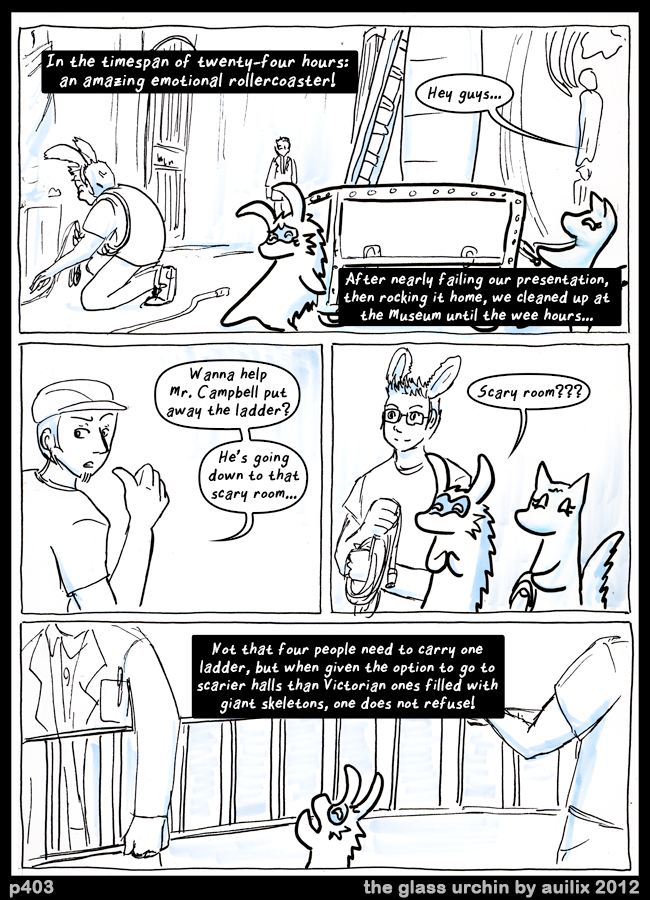 In the timespan of twenty-four hours:
an amazing emotional rollercoaster!
Hey guys...
After nearly failing our presentation,
then rocking it home, we cleaned up at
the Museum until the wee hours...
Wanna help
Mr. Campbell put
away the ladder?
He's going
down to that
scary room...
Scary room???
Not that four people need to carry one
ladder, but when given the option to go to
scarier halls than Victorian ones filled with
giant skeletons, one does not refuse!
p403
the glass urchin by auilix 2012